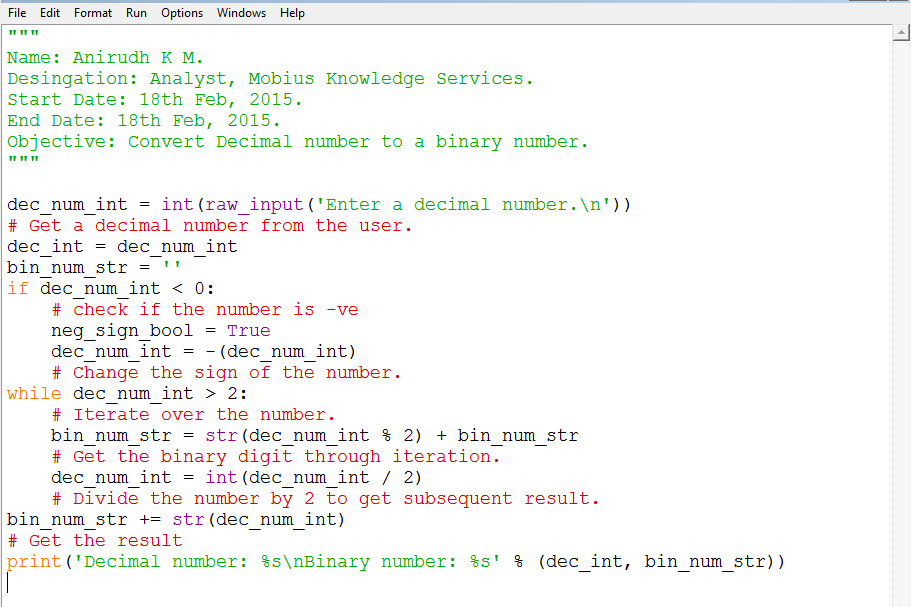 File Edit Format Run Options Windows Help
"""
Name: Anirudh K M.
Desingation: Analyst, Mobius Knowledge Services.
Start Date: 18th Feb, 2015.
End Date: 18th Feb, 2015.
Objective: Convert Decimal number to a binary number.
"""

dec_num_int = int(raw_input('Enter a decimal number.\n'))
# Get a decimal number from the user.
dec_int = dec_num_int
bin_num_str = ''
if dec_num_int < 0:
    # check if the number is -ve
    neg_sign_bool = True
    dec_num_int = -(dec_num_int)
    # Change the sign of the number.
while dec_num_int > 2:
    # Iterate over the number.
    bin_num_str = str(dec_num_int % 2) + bin_num_str
    # Get the binary digit through iteration.
    dec_num_int = int(dec_num_int / 2)
    # Divide the number by 2 to get subsequent result.
bin_num_str += str(dec_num_int)
# Get the result
print('Decimal number: %s\nBinary number: %s' % (dec_int, bin_num_str))